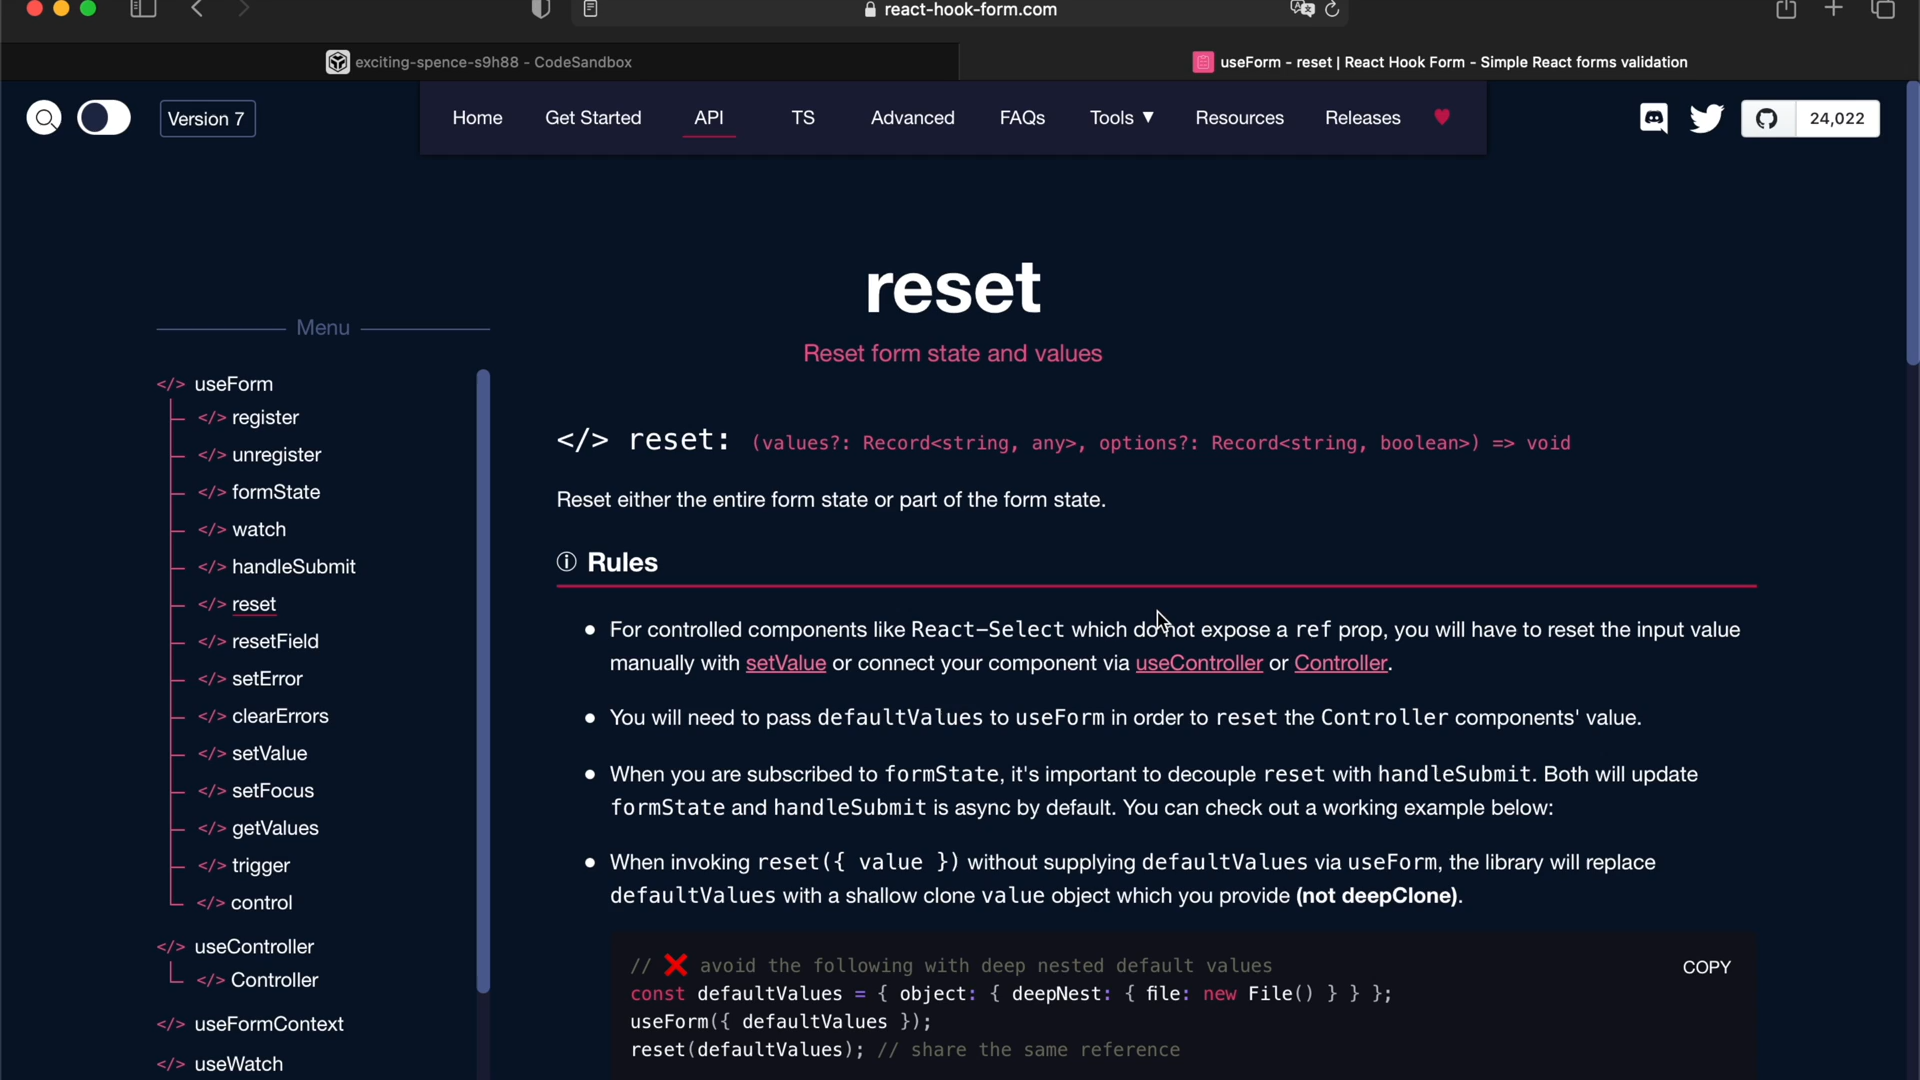 react-hook-form.com
exciting-spence-s9h88 - CodeSandbox
useForm - reset | React Hook Form - Simple React forms validation
Version 7
Home Get Started API TS Advanced FAQs Tools ▼ Resources Releases
24,022
reset
Reset form state and values
Menu
</> useForm
</> register
</> unregister
</> formState
</> watch
</> handleSubmit
</> reset
</> resetField
</> setError
</> clearErrors
</> setValue
</> setFocus
</> getValues
</> trigger
</> control
</> useController
</> Controller
</> useFormContext
</> useWatch
</> reset: (values?: Record<string, any>, options?: Record<string, boolean>) => void
Reset either the entire form state or part of the form state.
Rules
For controlled components like React-Select which do not expose a ref prop, you will have to reset the input value
manually with setValue or connect your component via useController or Controller.
You will need to pass defaultValues to useForm in order to reset the Controller components' value.
When you are subscribed to formState, it's important to decouple reset with handleSubmit. Both will update
formState and handleSubmit is async by default. You can check out a working example below:
When invoking reset({ value }) without supplying defaultValues via useForm, the library will replace
defaultValues with a shallow clone value object which you provide (not deepClone).
COPY
// ❌ avoid the following with deep nested default values
const defaultValues = { object: { deepNest: { file: new File() } } };
useForm({ defaultValues });
reset(defaultValues); // share the same reference